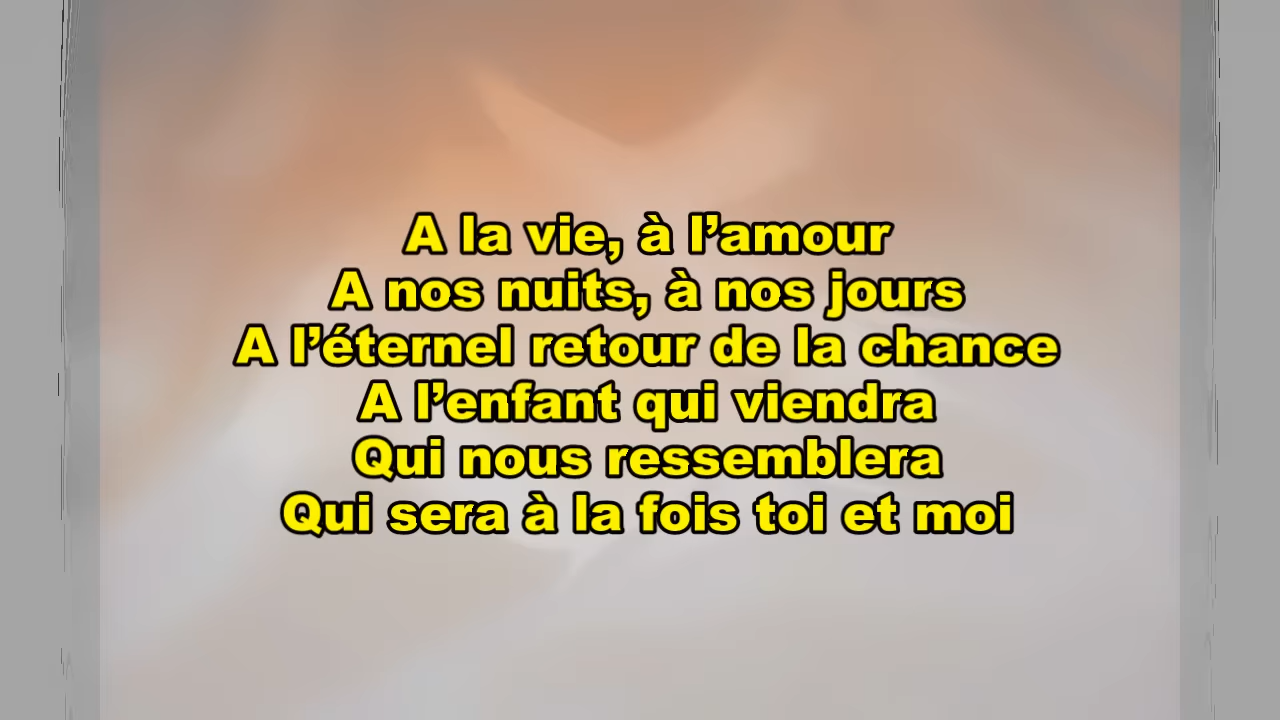 A la vie, à l’amour
A nos nuits, à nos jours
A l’éternel retour de la chance
A l’enfant qui viendra
Qui nous ressemblera
Qui sera à la fois toi et moi